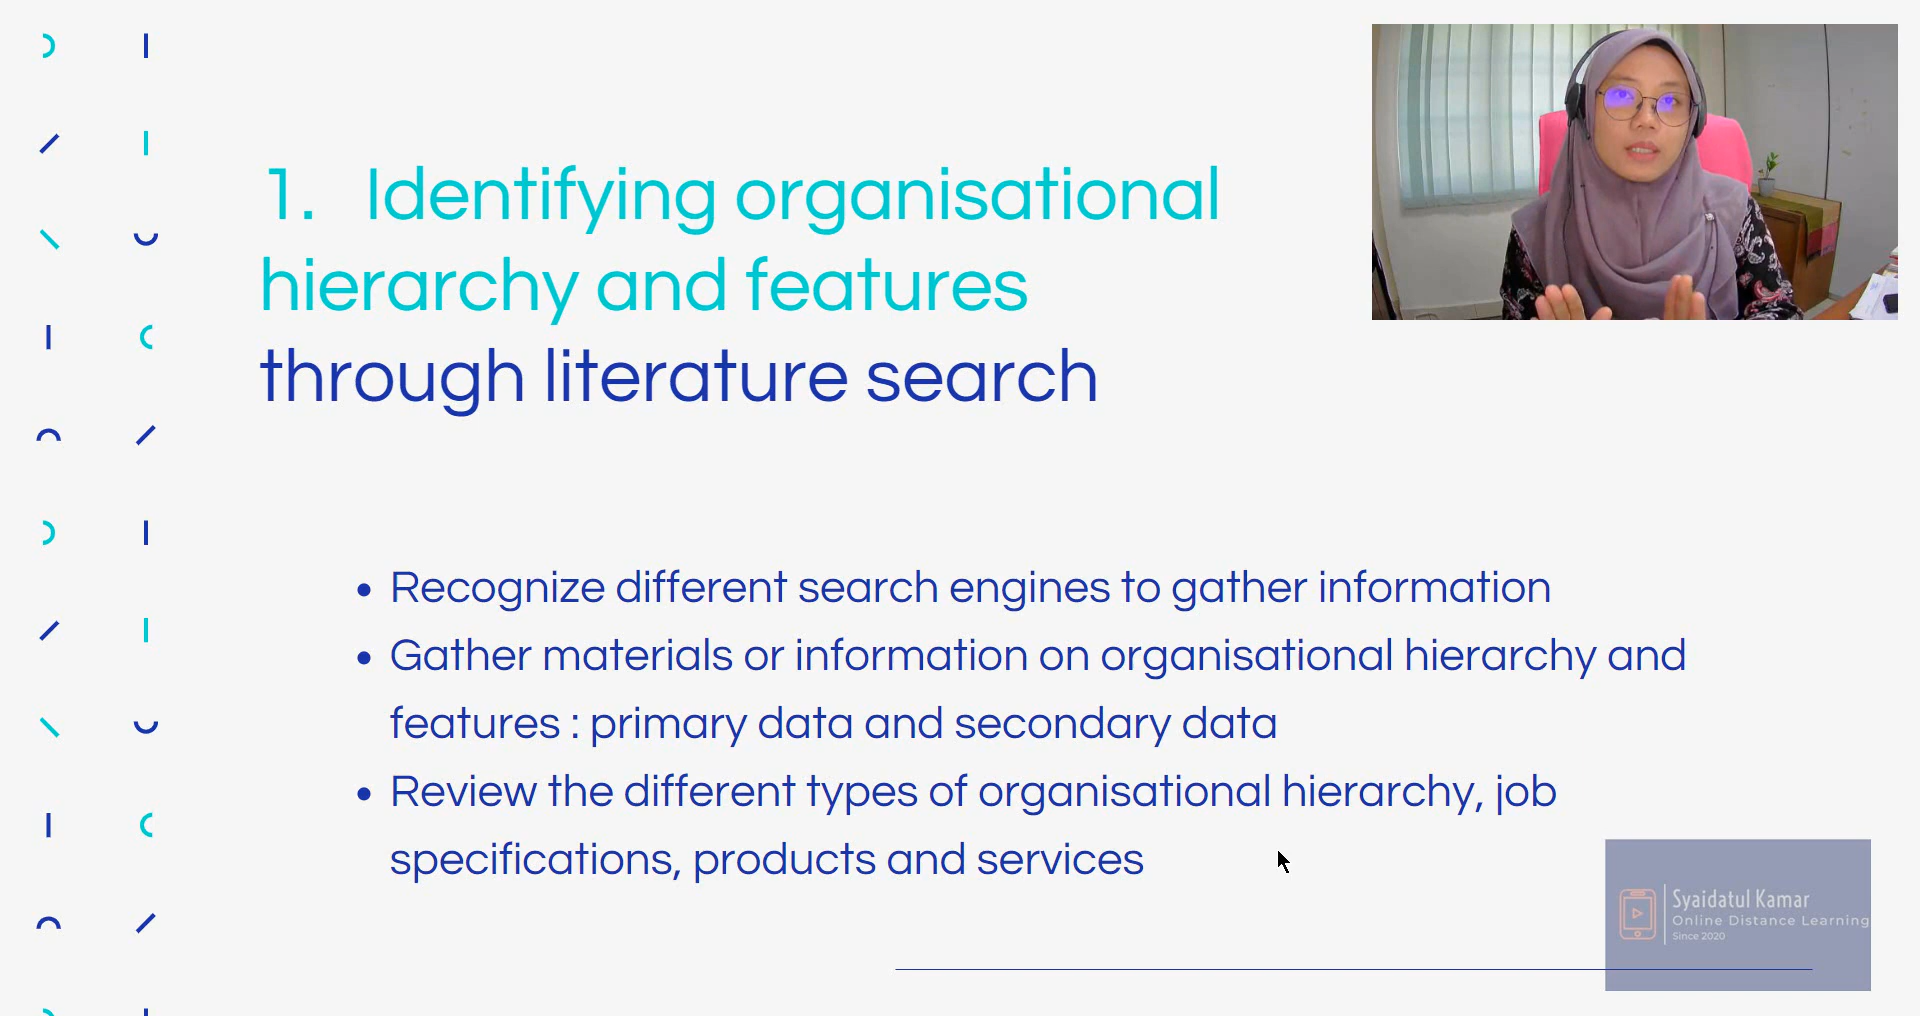 1. Identifying organisational
hierarchy and features
through literature search
• Recognize different search engines to gather information
• Gather materials or information on organisational hierarchy and
features : primary data and secondary data
• Review the different types of organisational hierarchy, job
specifications, products and services
Syaidatul Kamar
Online Distance Learning
Since 2020